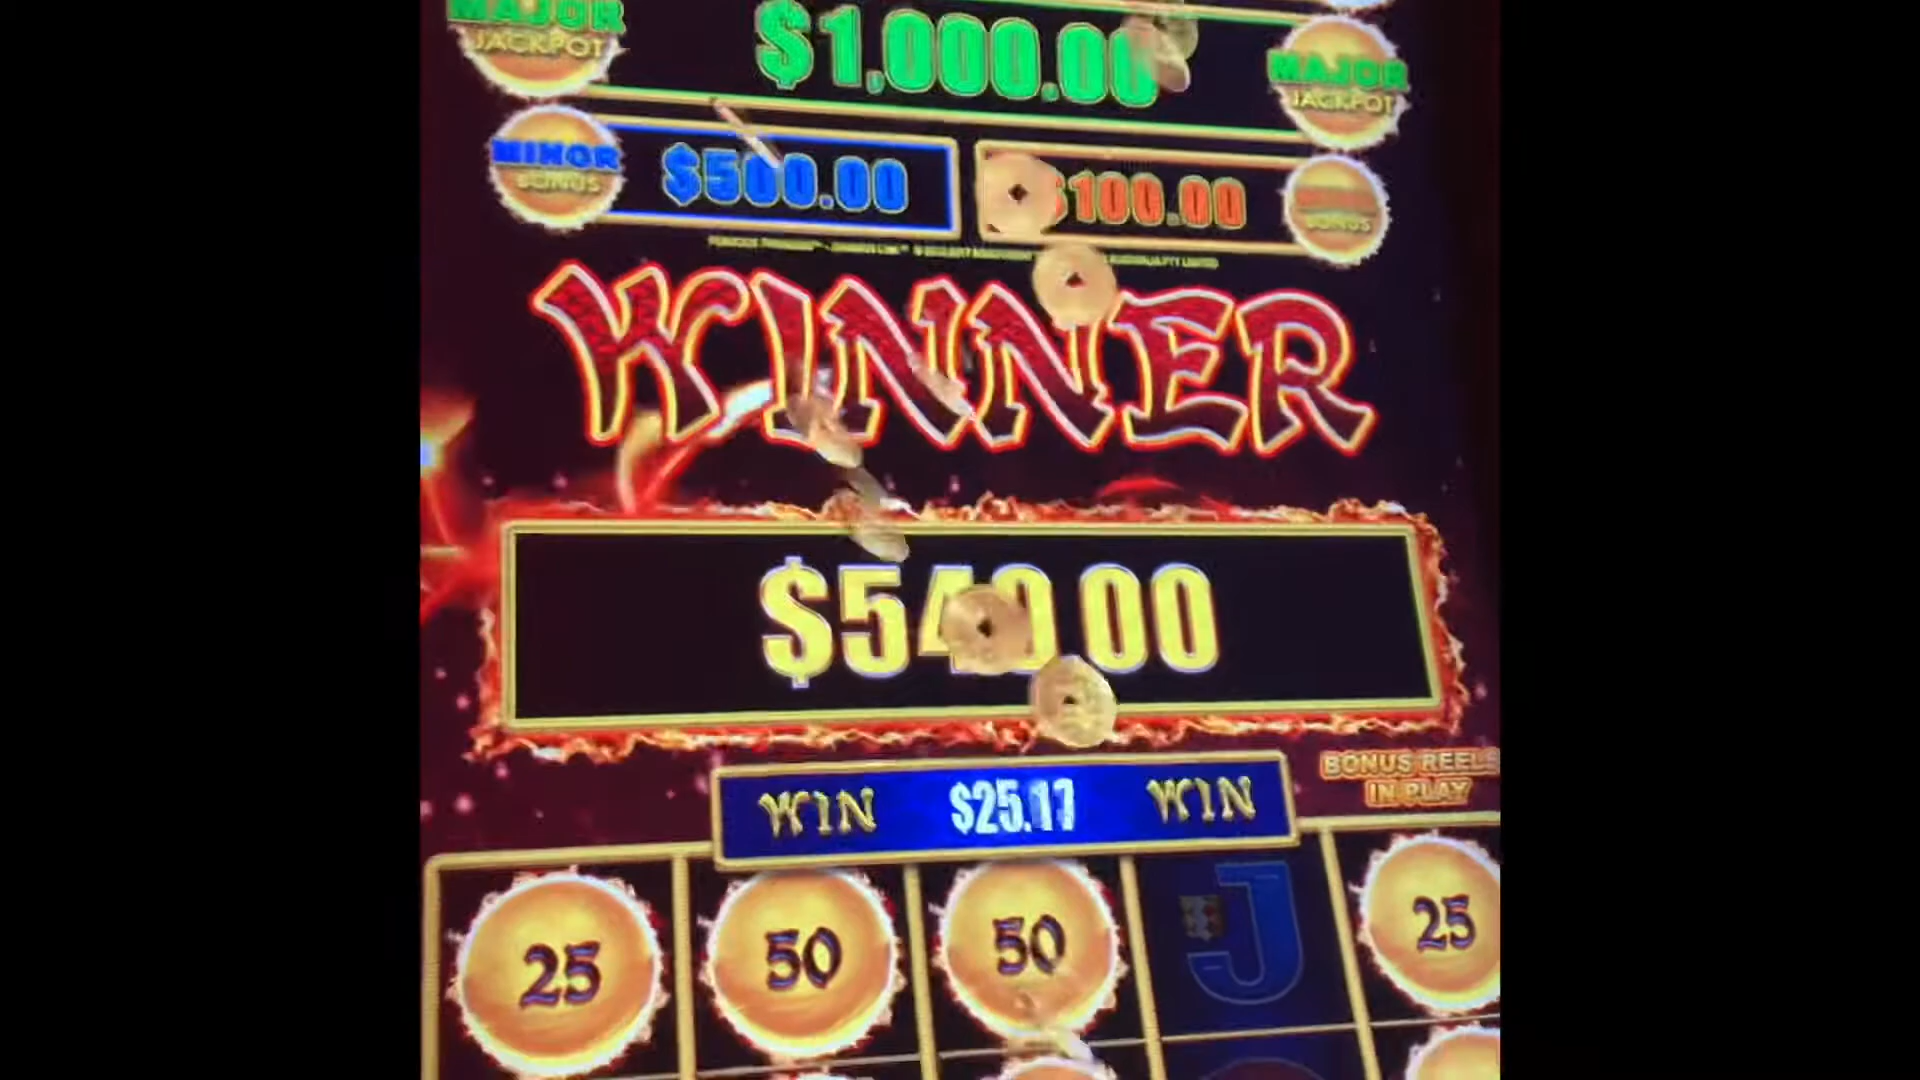 MAJOR
JACKPOT
$1,000.00
MAJOR
JACKPOT
MINOR
BONUS
$500.00
$100.00
BONUS
WINNER
$540.00
WIN $25.17 WIN
BONUS REELS
IN PLAY
25 50 50 J 25